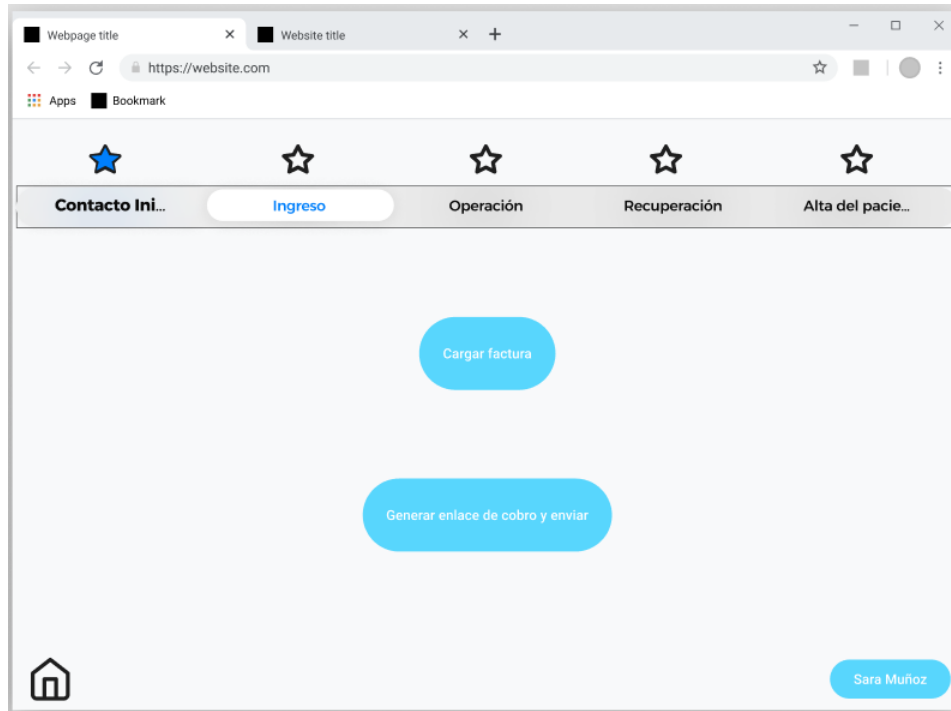 Webpage title
Website title
https://website.com
Apps
Bookmark
Contacto Ini...
Ingreso
Operación
Recuperación
Alta del pacie...
Cargar factura
Generar enlace de cobro y enviar
Sara Muñoz